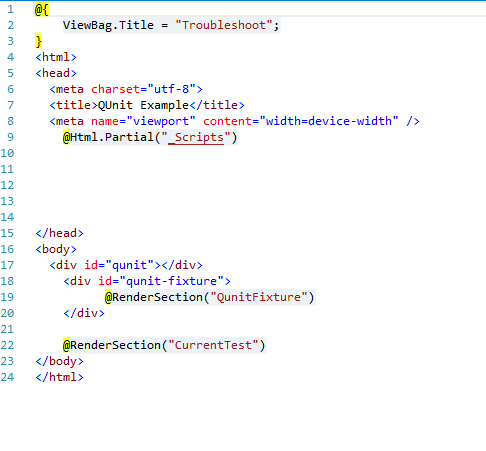 1 @{
2 ViewBag.Title = "Troubleshoot";
3 }
4 <html>
5 <head>
6 <meta charset="utf-8">
7 <title>QUnit Example</title>
8 <meta name="viewport" content="width=device-width" />
9 @Html.Partial("_Scripts")
10
11
12
13
14
15 </head>
16 <body>
17 <div id="qunit"></div>
18 <div id="qunit-fixture">
19 @RenderSection("QunitFixture")
20 </div>
21
22 @RenderSection("CurrentTest")
23 </body>
24 </html>